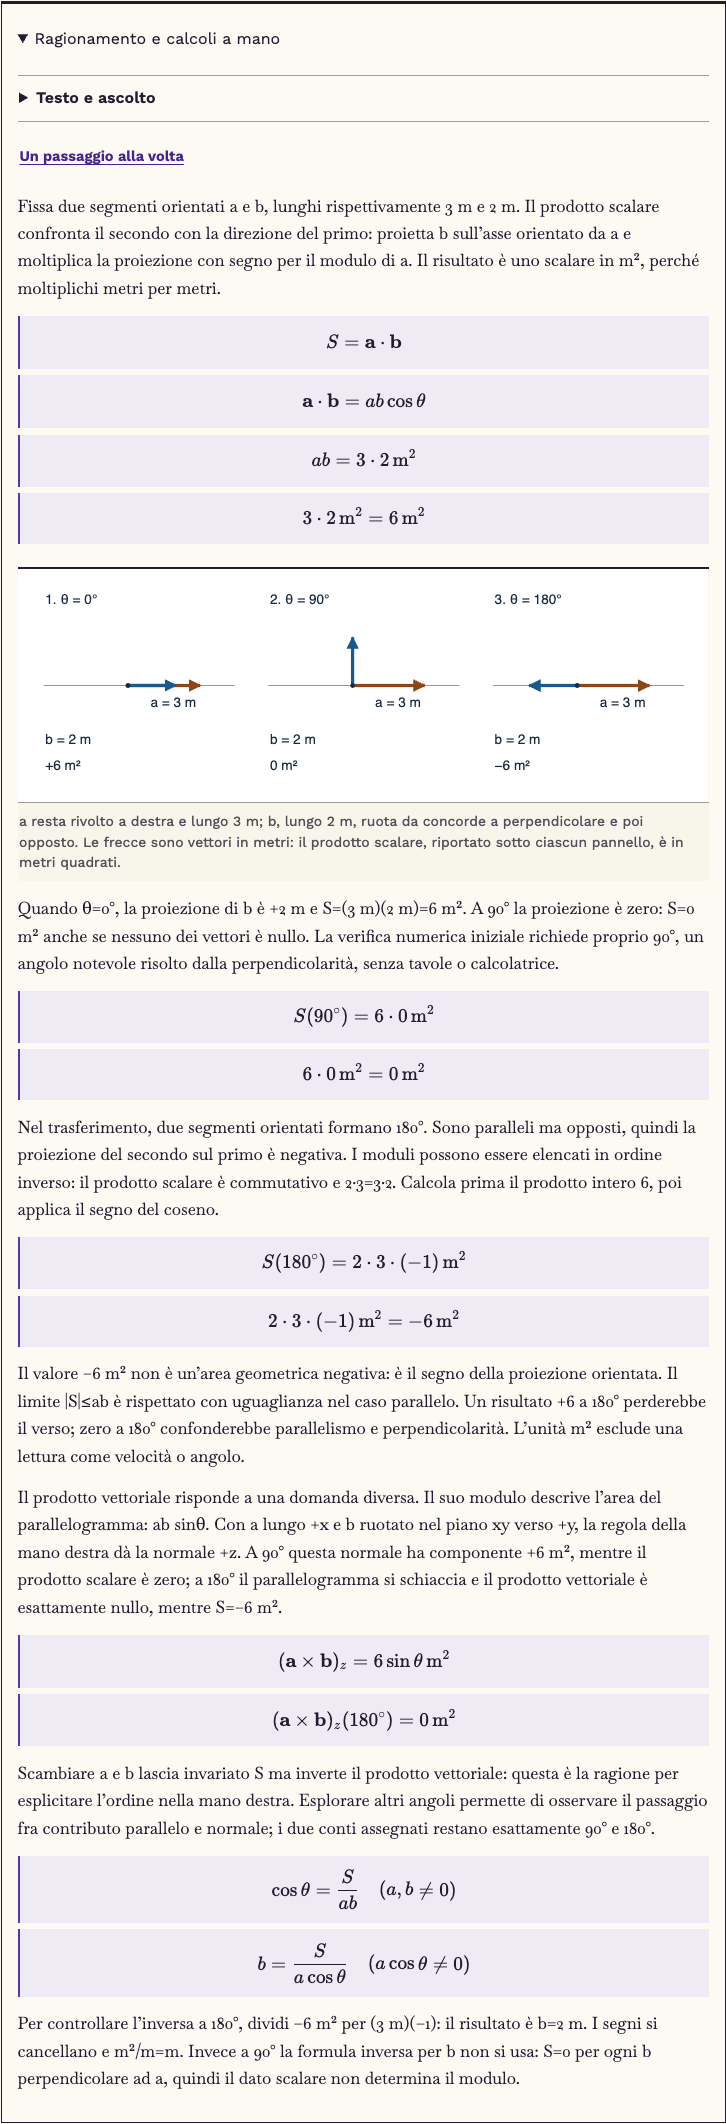 ▼ Ragionamento e calcoli a mano
▶ Testo e ascolto
Un passaggio alla volta
Fissa due segmenti orientati a e b, lunghi rispettivamente 3 m e 2 m. Il prodotto scalare
confronta il secondo con la direzione del primo: proietta b sull’asse orientato da a e
moltiplica la proiezione con segno per il modulo di a. Il risultato è uno scalare in m², perché
moltiplichi metri per metri.
S = a · b
a · b = ab cos θ
ab = 3 · 2 m²
3 · 2 m² = 6 m²
1. θ = 0° 2. θ = 90° 3. θ = 180°
a = 3 m a = 3 m a = 3 m
b = 2 m b = 2 m b = 2 m
+6 m² 0 m² −6 m²
a resta rivolto a destra e lungo 3 m; b, lungo 2 m, ruota da concorde a perpendicolare e poi
opposto. Le frecce sono vettori in metri: il prodotto scalare, riportato sotto ciascun pannello, è in
metri quadrati.
Quando θ=0°, la proiezione di b è +2 m e S=(3 m)(2 m)=6 m². A 90° la proiezione è zero: S=0
m² anche se nessuno dei vettori è nullo. La verifica numerica iniziale richiede proprio 90°, un
angolo notevole risolto dalla perpendicolarità, senza tavole o calcolatrice.
S(90°) = 6 · 0 m²
6 · 0 m² = 0 m²
Nel trasferimento, due segmenti orientati formano 180°. Sono paralleli ma opposti, quindi la
proiezione del secondo sul primo è negativa. I moduli possono essere elencati in ordine
inverso: il prodotto scalare è commutativo e 2·3=3·2. Calcola prima il prodotto intero 6, poi
applica il segno del coseno.
S(180°) = 2 · 3 · (−1) m²
2 · 3 · (−1) m² = −6 m²
Il valore −6 m² non è un’area geometrica negativa: è il segno della proiezione orientata. Il
limite |S|≤ab è rispettato con uguaglianza nel caso parallelo. Un risultato +6 a 180° perderebbe
il verso; zero a 180° confonderebbe parallelismo e perpendicolarità. L’unità m² esclude una
lettura come velocità o angolo.
Il prodotto vettoriale risponde a una domanda diversa. Il suo modulo descrive l’area del
parallelogramma: ab sinθ. Con a lungo +x e b ruotato nel piano xy verso +y, la regola della
mano destra dà la normale +z. A 90° questa normale ha componente +6 m², mentre il
prodotto scalare è zero; a 180° il parallelogramma si schiaccia e il prodotto vettoriale è
esattamente nullo, mentre S=−6 m².
(a × b)_z = 6 sin θ m²
(a × b)_z(180°) = 0 m²
Scambiare a e b lascia invariato S ma inverte il prodotto vettoriale: questa è la ragione per
esplicitare l’ordine nella mano destra. Esplorare altri angoli permette di osservare il passaggio
fra contributo parallelo e normale; i due conti assegnati restano esattamente 90° e 180°.
cos θ = S/ab (a, b ≠ 0)
b = S/(a cos θ) (a cos θ ≠ 0)
Per controllare l’inversa a 180°, dividi −6 m² per (3 m)(−1): il risultato è b=2 m. I segni si
cancellano e m²/m=m. Invece a 90° la formula inversa per b non si usa: S=0 per ogni b
perpendicolare ad a, quindi il dato scalare non determina il modulo.